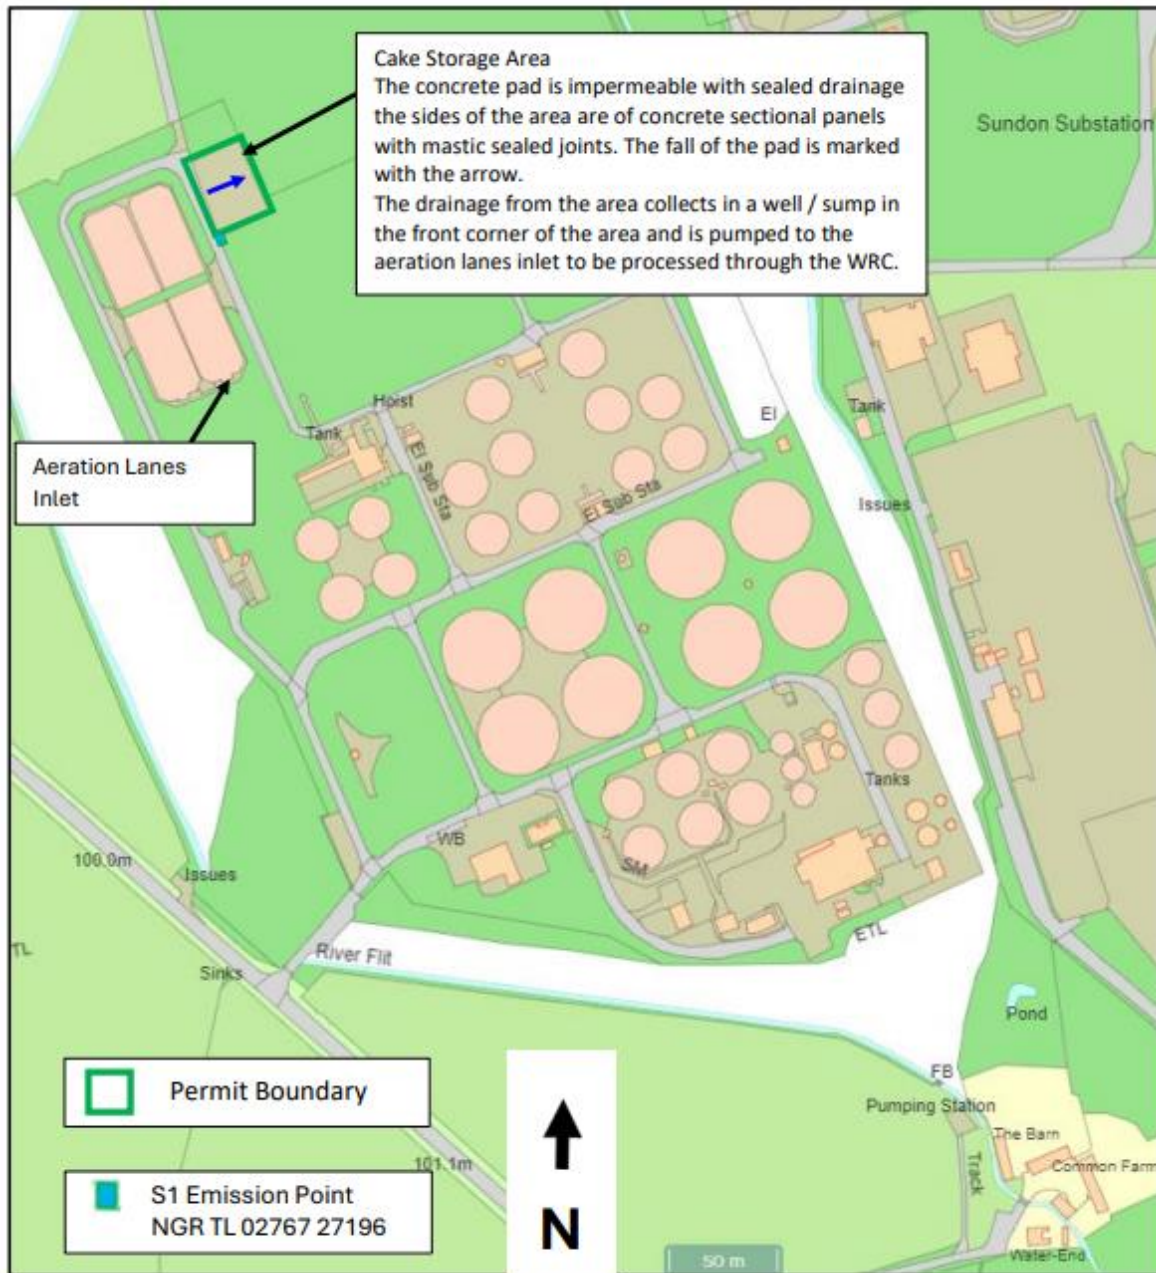 Cake Storage Area
The concrete pad is impermeable with sealed drainage
the sides of the area are of concrete sectional panels
with mastic sealed joints. The fall of the pad is marked
with the arrow.
The drainage from the area collects in a well / sump in
the front corner of the area and is pumped to the
aeration lanes inlet to be processed through the WRC.
Sundon Substation
Hoist
Tank
El Sub Sta
El Sub Sta
El
Tank
Issues
Aeration Lanes
Inlet
Tanks
WB
SM
100.9m
Issues
ETL
TL
River Flit
Sinks
Pond
FB
Pumping Station
The Barn
Common Farm
Track
Water-End
Permit Boundary
101.1m
S1 Emission Point
NGR TL 02767 27196
N
50 m